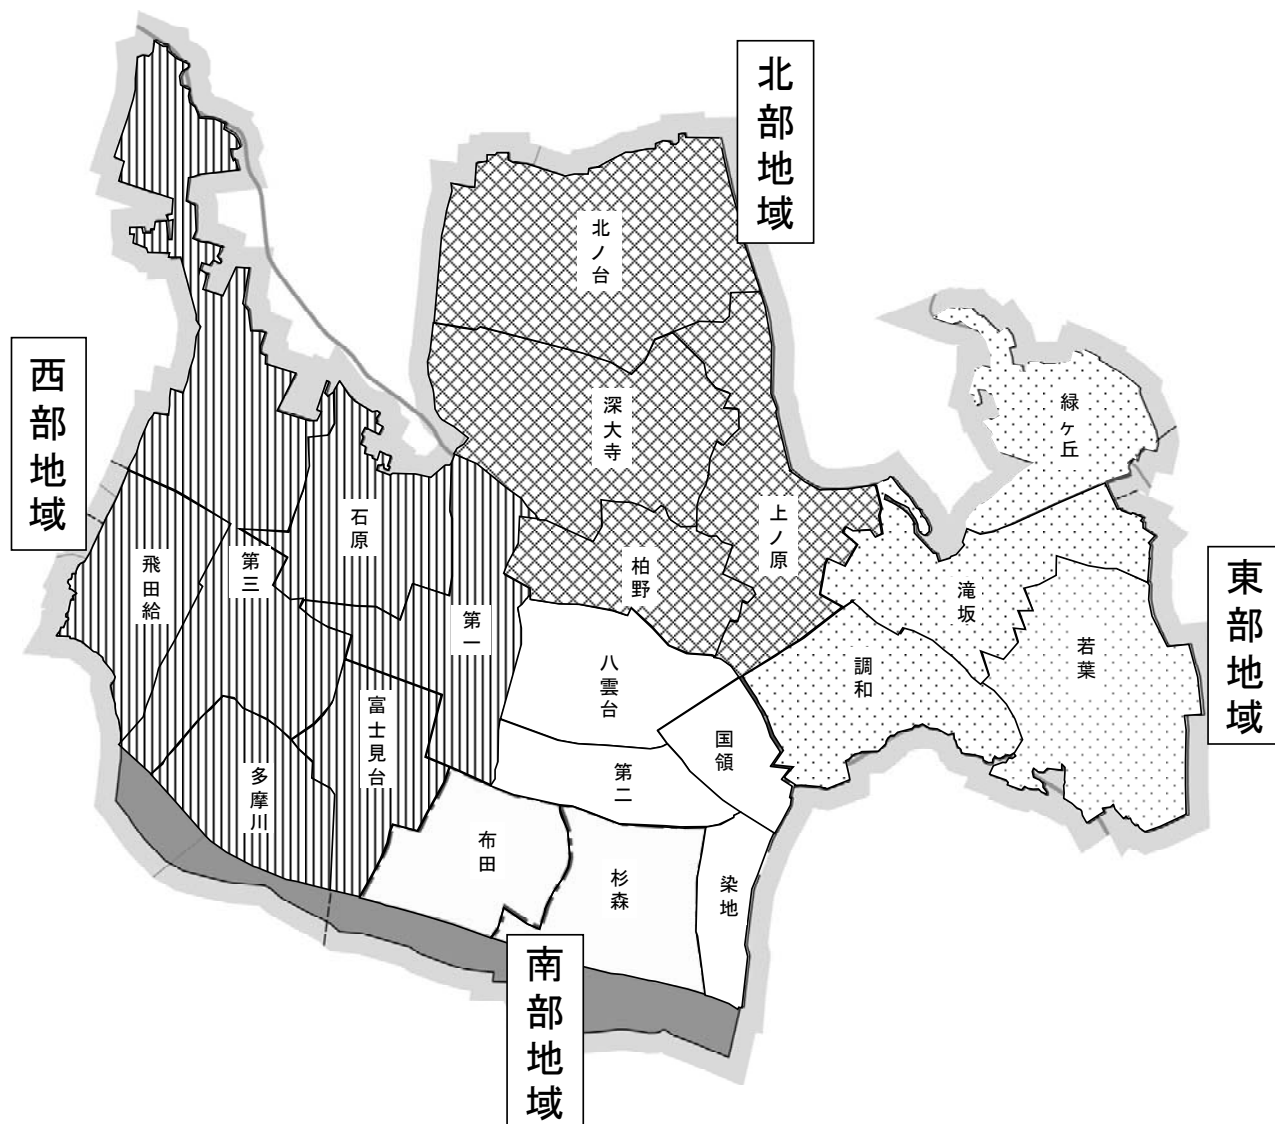 北部地域
北ノ台
西部地域
深大寺
緑ヶ丘
石原
上ノ原
飛田給
第三
柏野
滝坂
東部地域
第一
八雲台
調和
若葉
富士見台
国領
多摩川
第二
布田
杉森
染地
南部地域